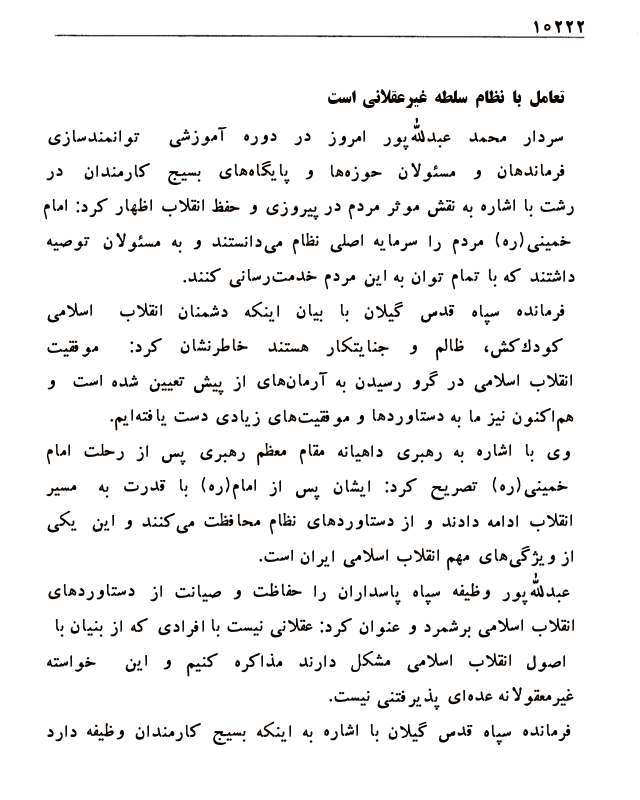 ۱۰۲۲۲
تعامل با نظام سلطه غیرعقلانی است
سردار محمد عبدالله‌پور امروز در دوره آموزشی توانمندسازی
فرماندهان و مسئولان حوزه‌ها و پایگاه‌های بسیج کارمندان در
رشت با اشاره به نقش موثر مردم در پیروزی و حفظ انقلاب اظهار کرد: امام
خمینی(ره) مردم را سرمایه اصلی نظام می‌دانستند و به مسئولان توصیه
داشتند که با تمام توان به این مردم خدمت‌رسانی کنند.
فرمانده سپاه قدس گیلان با بیان اینکه دشمنان انقلاب اسلامی
کودک‌کش، ظالم و جنایتکار هستند خاطرنشان کرد: موفقیت
انقلاب اسلامی در گرو رسیدن به آرمان‌های از پیش تعیین شده است و
هم‌اکنون نیز ما به دستاوردها و موفقیت‌های زیادی دست یافته‌ایم.
وی با اشاره به رهبری داهیانه مقام معظم رهبری پس از رحلت امام
خمینی(ره) تصریح کرد: ایشان پس از امام(ره) با قدرت به مسیر
انقلاب ادامه دادند و از دستاوردهای نظام محافظت می‌کنند و این یکی
از ویژگی‌های مهم انقلاب اسلامی ایران است.
عبدالله‌پور وظیفه سپاه پاسداران را حفاظت و صیانت از دستاوردهای
انقلاب اسلامی برشمرد و عنوان کرد: عقلانی نیست با افرادی که از بنیان با
اصول انقلاب اسلامی مشکل دارند مذاکره کنیم و این خواسته
غیرمعقولانه عده‌ای پذیرفتنی نیست.
فرمانده سپاه قدس گیلان با اشاره به اینکه بسیج کارمندان وظیفه دارد